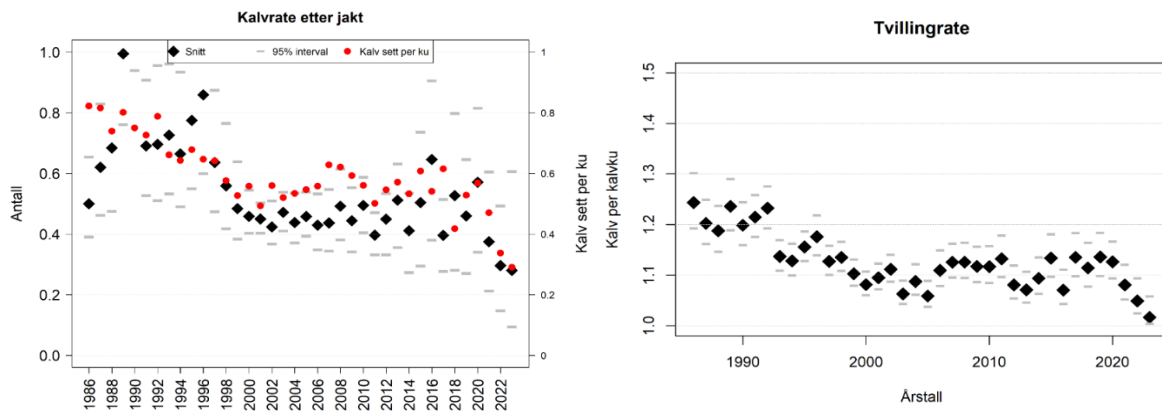 Kalvrate etter jakt
Snitt 95% interval Kalv sett per ku
Antall
1.0
0.8
0.6
0.4
0.2
0.0
1
0.8
0.6
0.4
0.2
0
Kalv sett per ku
1986 1988 1990 1992 1994 1996 1998 2000 2002 2004 2006 2008 2010 2012 2014 2016 2018 2020 2022
Tvillingrate
Kalv per kalvku
1.5
1.4
1.3
1.2
1.1
1.0
1990 2000 2010 2020
Årstall